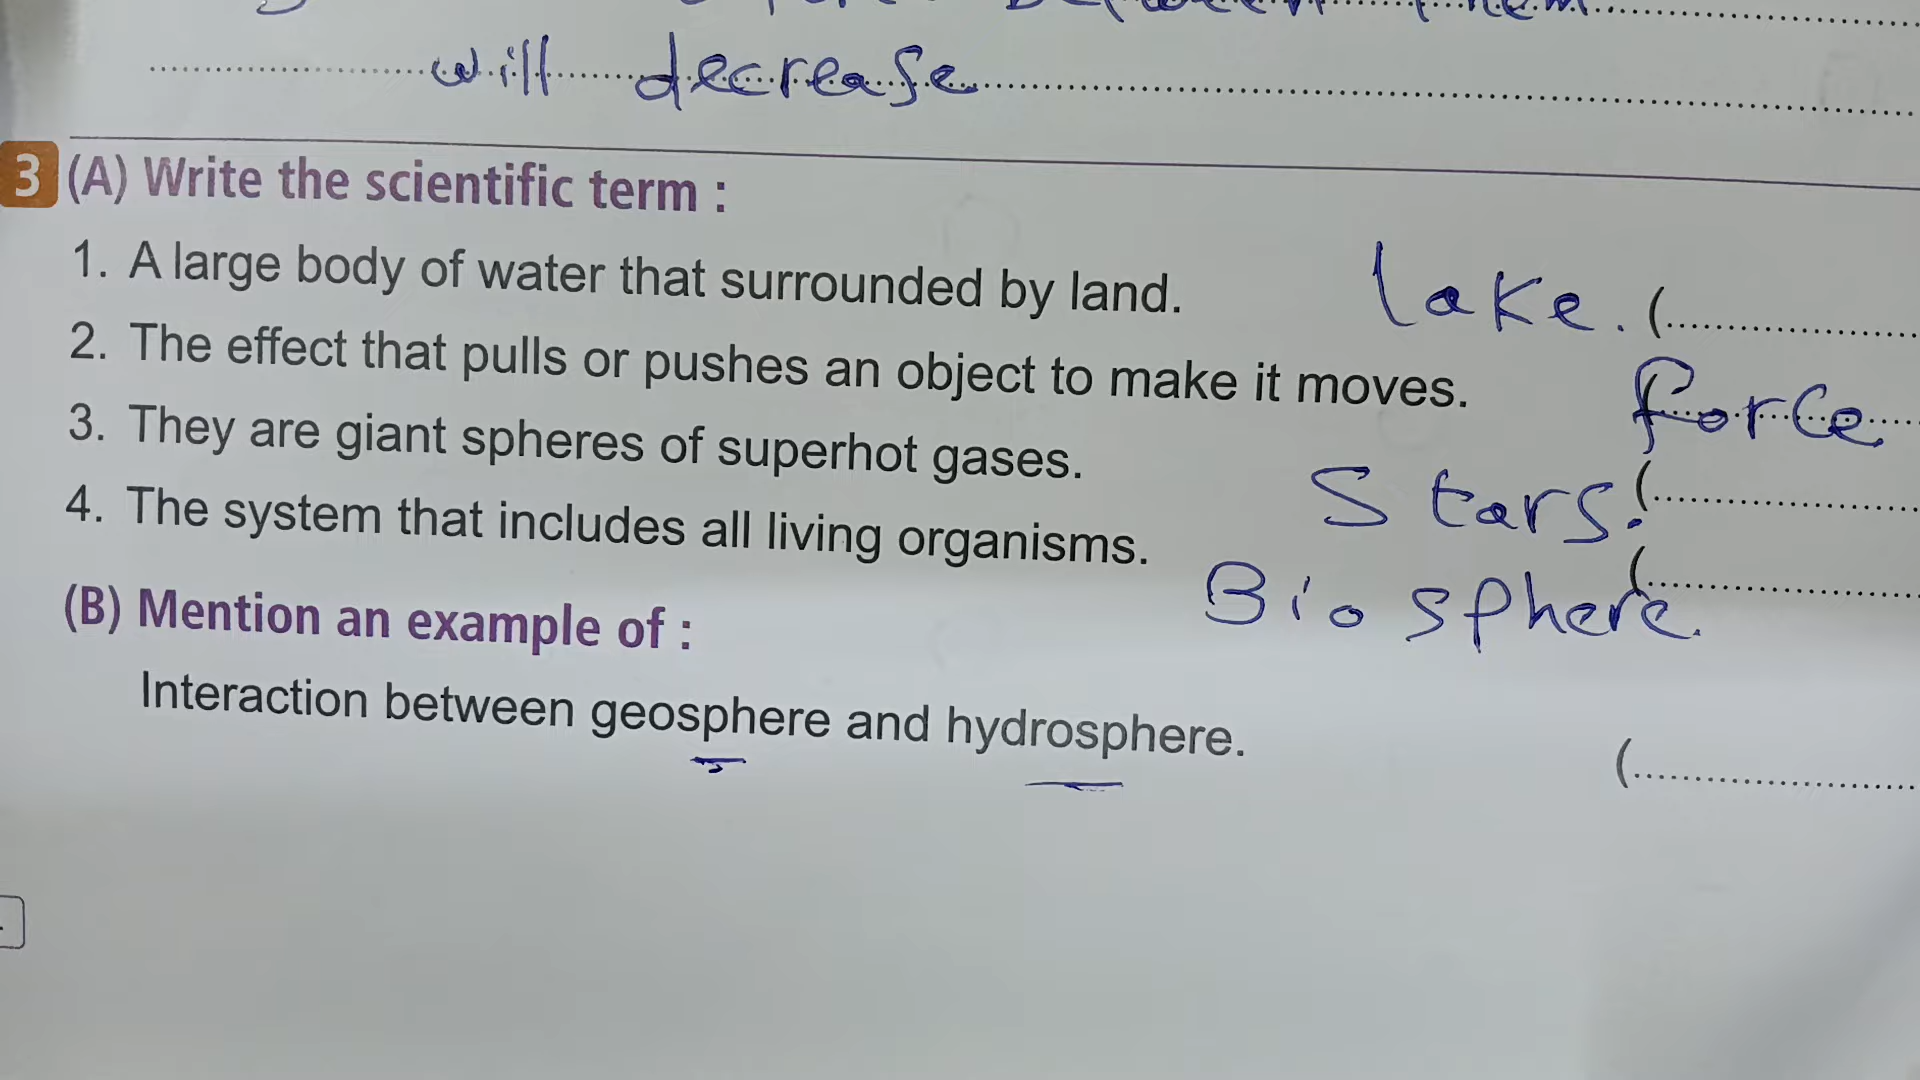 will decrease
3 (A) Write the scientific term :
1. A large body of water that surrounded by land. lake. (
2. The effect that pulls or pushes an object to make it moves. force
3. They are giant spheres of superhot gases. Stars. (
4. The system that includes all living organisms. (
Biosphere.
(B) Mention an example of :
Interaction between geosphere and hydrosphere. (